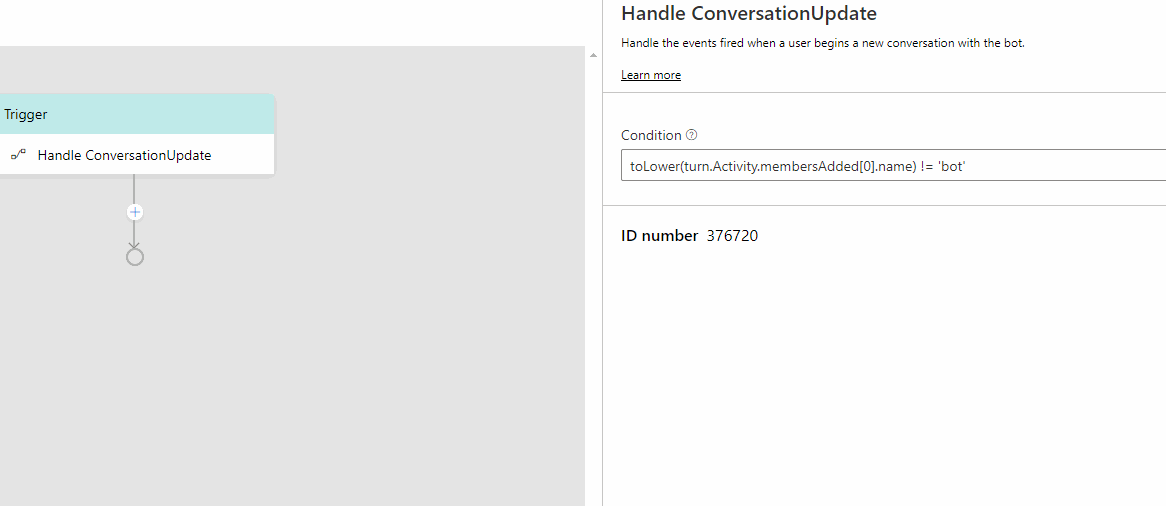 Handle ConversationUpdate
Handle the events fired when a user begins a new conversation with the bot.
Learn more
Trigger
Handle ConversationUpdate
Condition
toLower(turn.Activity.membersAdded[0].name) != 'bot'
ID number 376720